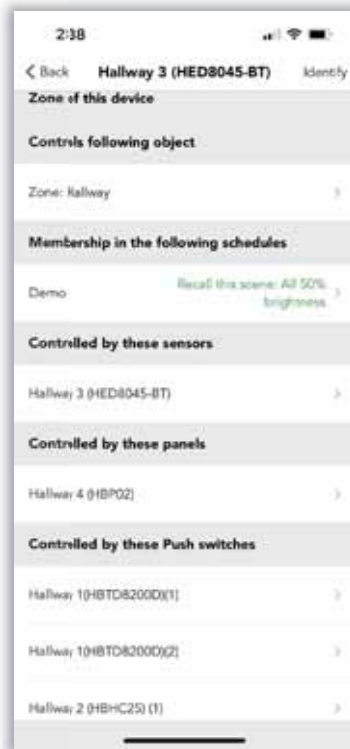 2:38
Back Hallway 3 (HED8045-BT) Identify
Zone of this device
Controls following object
Zone: Hallway
Membership in the following schedules
Demo
Recall this scene: All 50%
brightness
Controlled by these sensors
Hallway 3 (HED8045-BT)
Controlled by these panels
Hallway 4 (HBP02)
Controlled by these Push switches
Hallway 1(HBTD8200D)(1)
Hallway 1(HBTD8200D)(2)
Hallway 2 (HBHC25) (1)